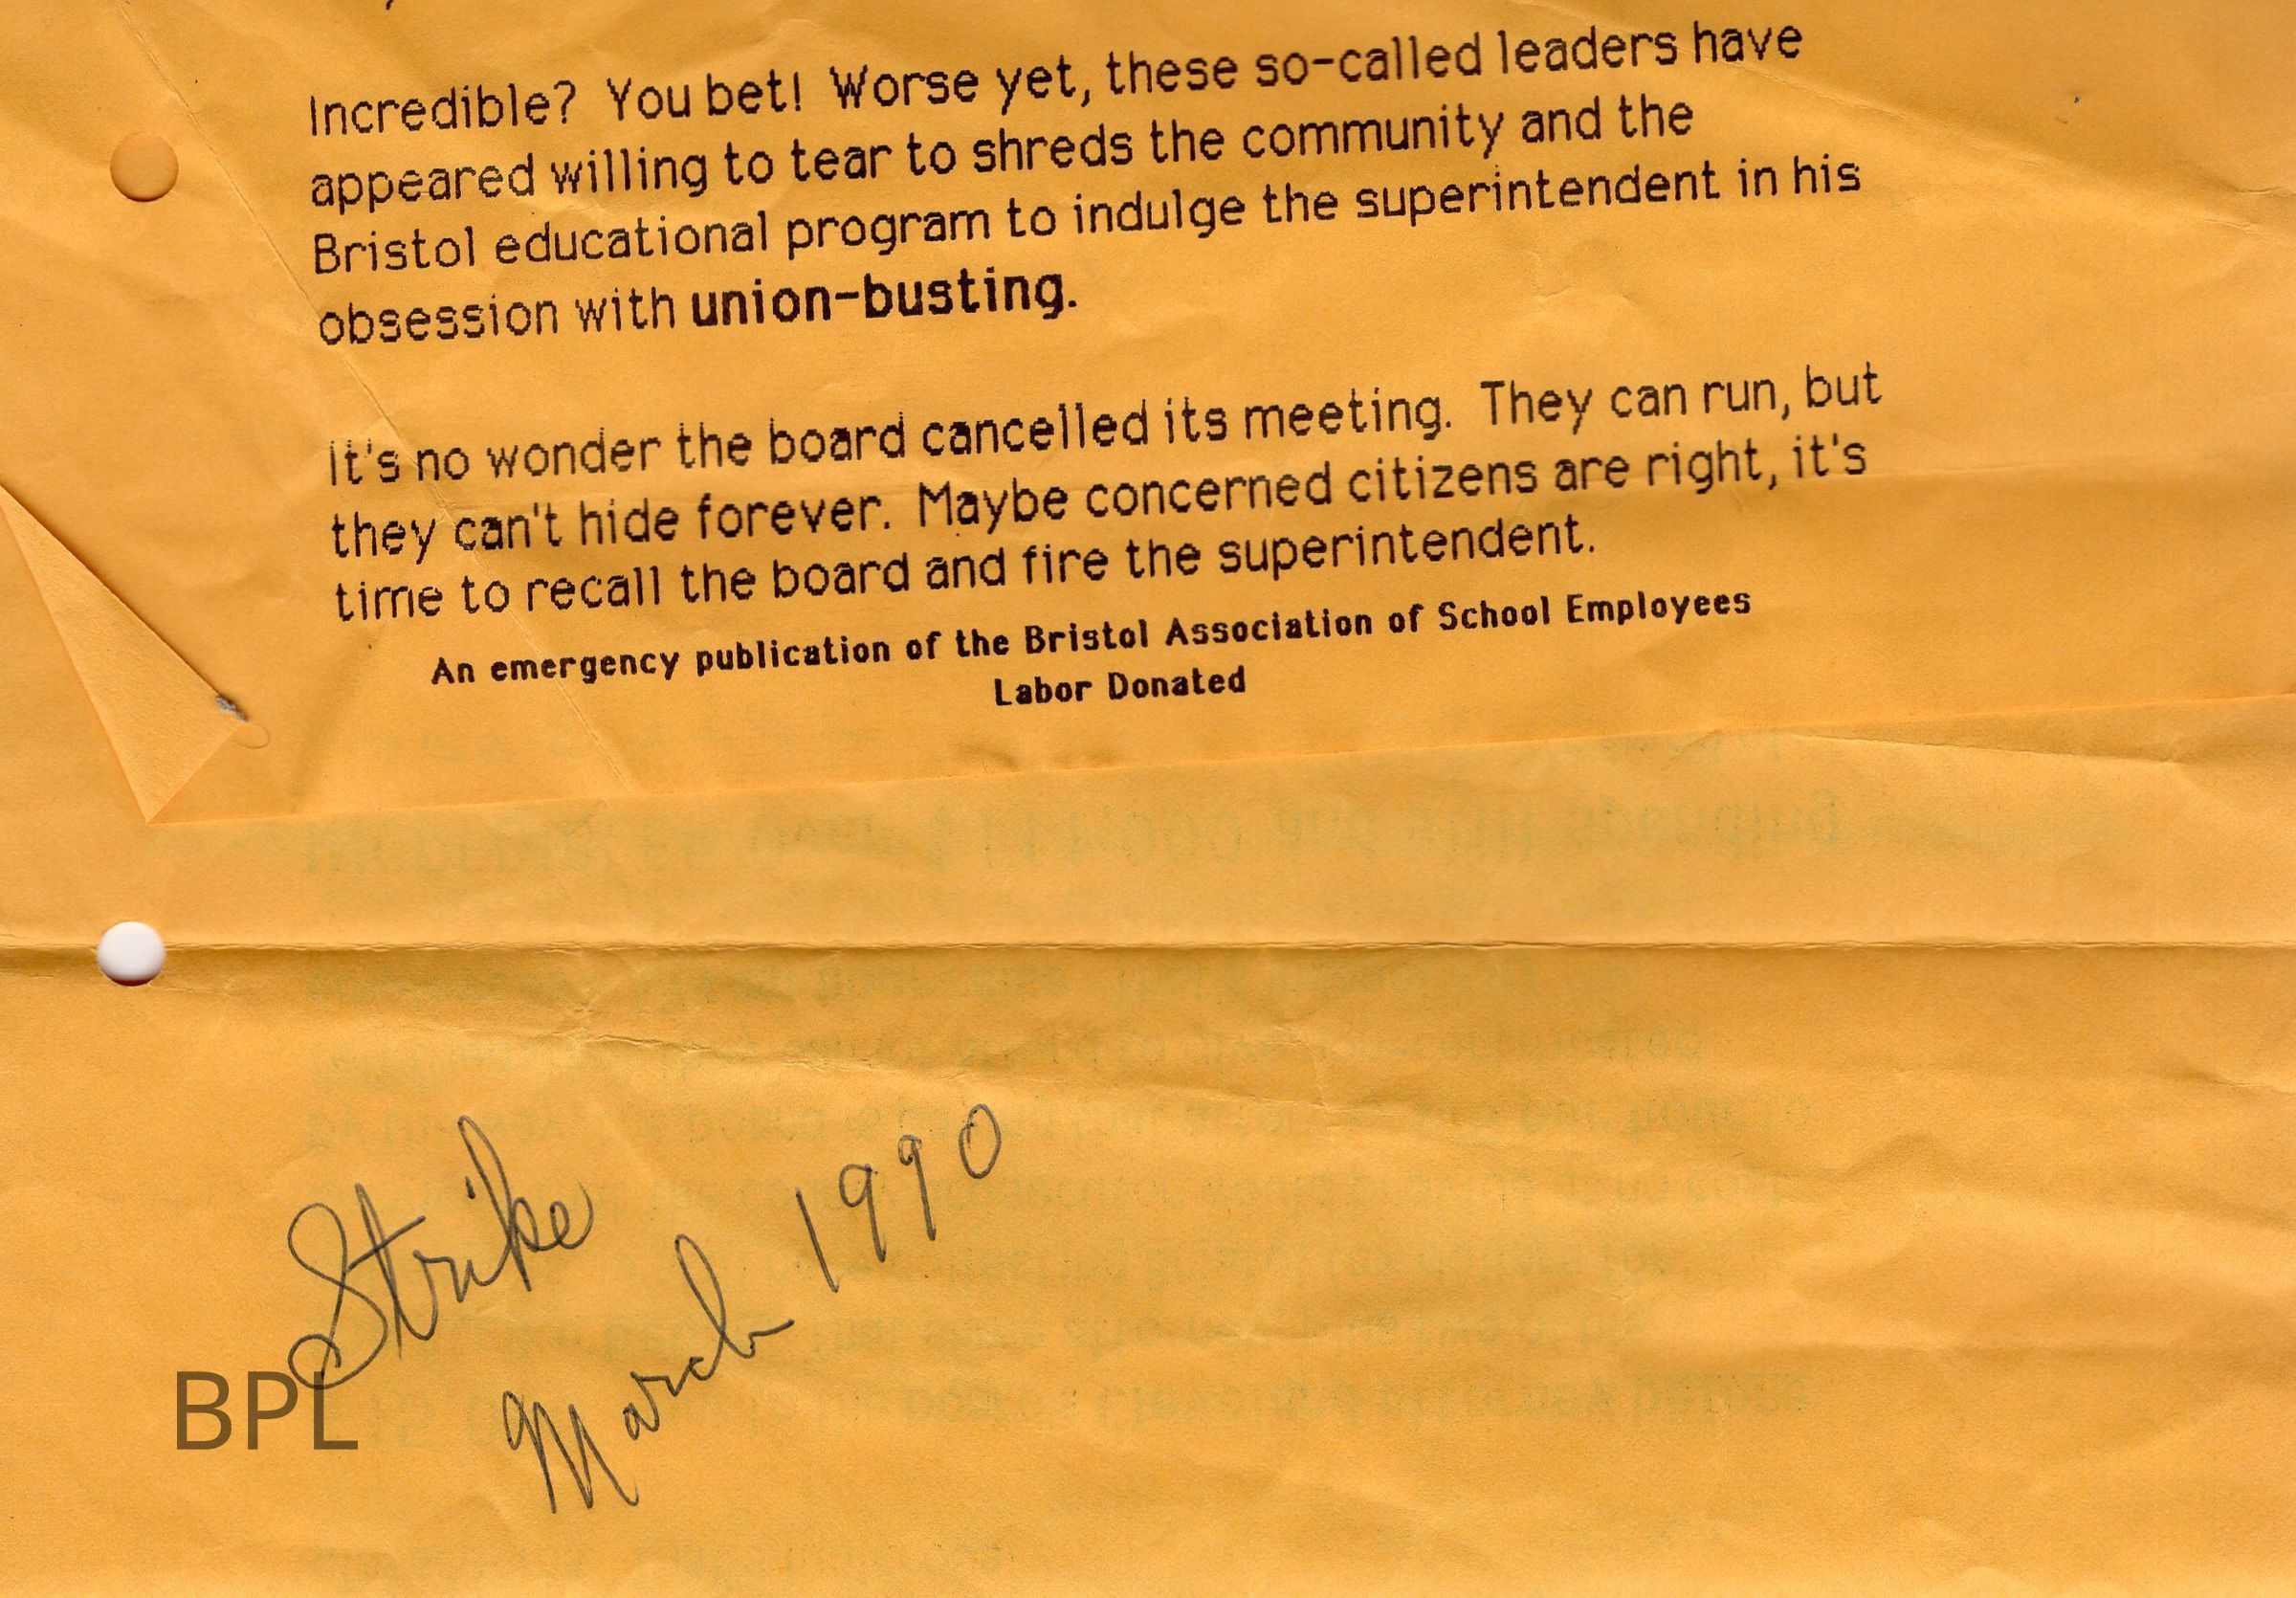 Incredible? You bet! Worse yet, these so-called leaders have
appeared willing to tear to shreds the community and the
Bristol educational program to indulge the superintendent in his
obsession with union-busting.
It's no wonder the board cancelled its meeting. They can run, but
they can't hide forever. Maybe concerned citizens are right, it's
time to recall the board and fire the superintendent.
An emergency publication of the Bristol Association of School Employees
Labor Donated
Strike
March 1990
BPL